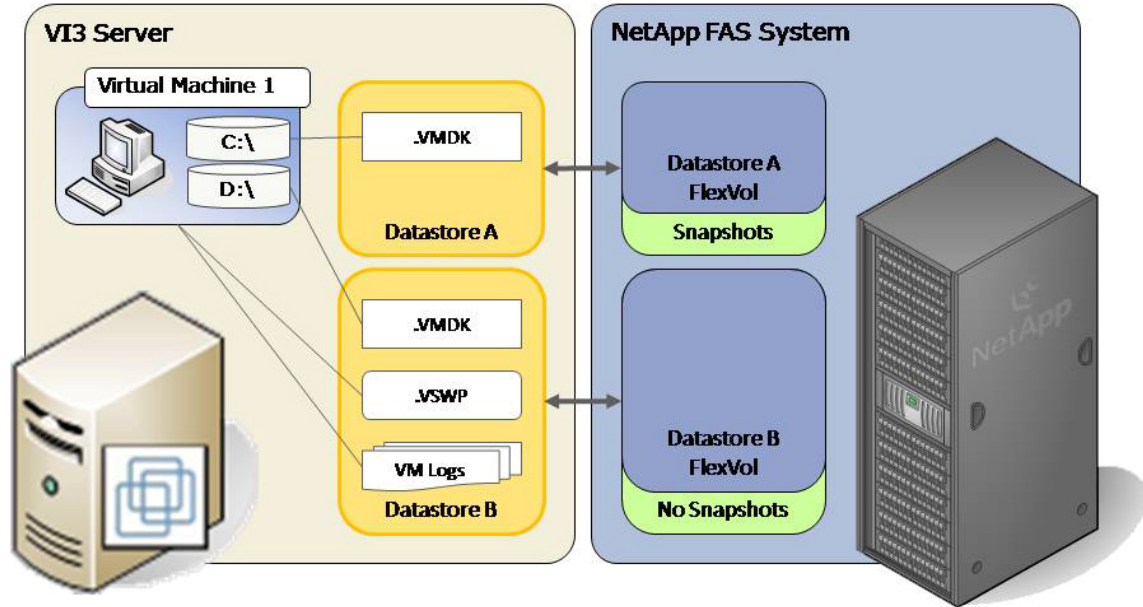 VI3 Server
Virtual Machine 1
C:\
D:\
.VMDK
Datastore A
.VMDK
.VSWP
VM Logs
Datastore B
NetApp FAS System
Datastore A
FlexVol
Snapshots
Datastore B
FlexVol
No Snapshots
NetApp